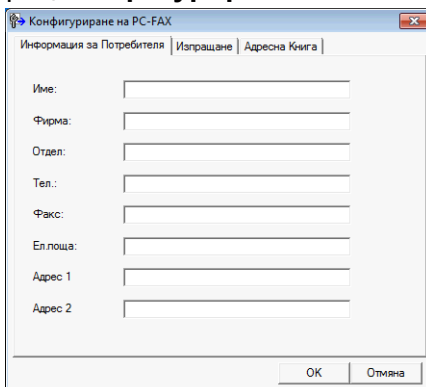 Конфигуриране на PC-FAX
Информация за Потребителя Изпращане Адресна Книга
Име:
Фирма:
Отдел:
Тел.:
Факс:
Ел.поща:
Адрес 1
Адрес 2
OK Отмяна